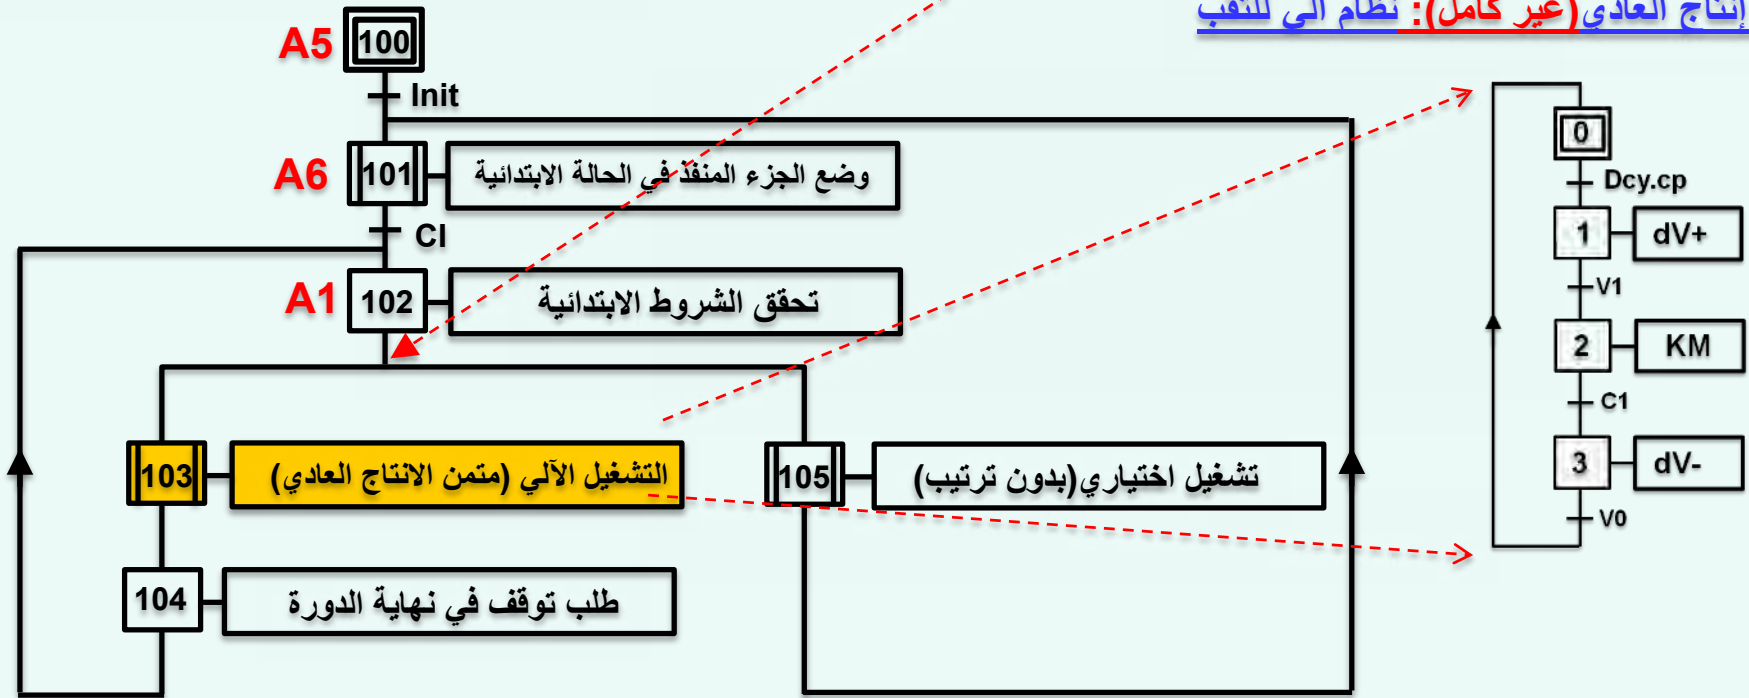 إنتاج العادي(غير كامل): نظام آلي للثقب
A5
100
Init
A6
101
وضع الجزء المنفذ في الحالة الابتدائية
CI
A1
102
تحقق الشروط الابتدائية
103
التشغيل الآلي (متمن الانتاج العادي)
105
تشغيل اختياري(بدون ترتيب)
104
طلب توقف في نهاية الدورة
0
Dcy.cp
1
dV+
V1
2
KM
C1
3
dV-
V0